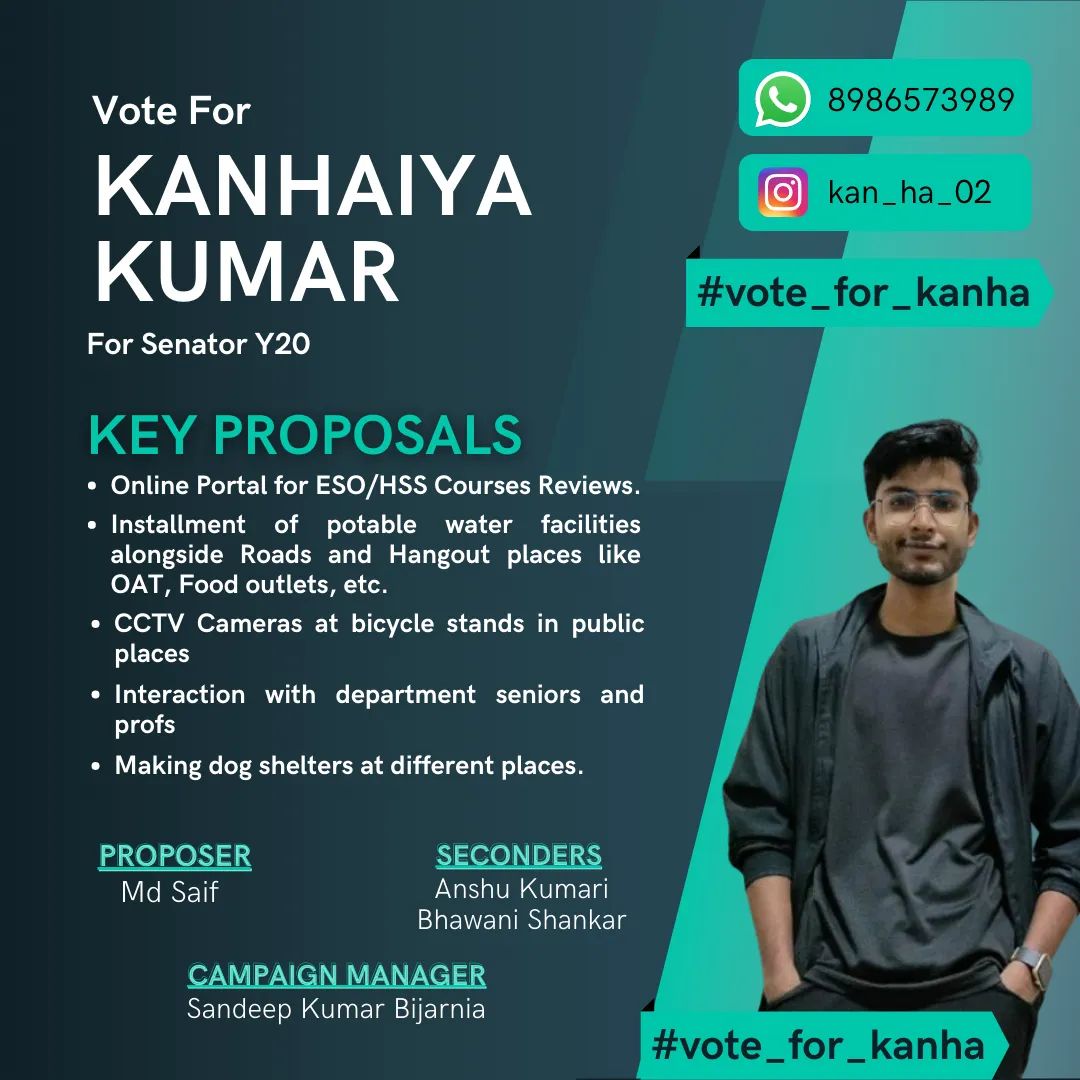 Vote For
KANHAIYA
KUMAR
For Senator Y20
8986573989
kan_ha_02
#vote_for_kanha
KEY PROPOSALS
• Online Portal for ESO/HSS Courses Reviews.
• Installment of potable water facilities
alongside Roads and Hangout places like
OAT, Food outlets, etc.
• CCTV Cameras at bicycle stands in public
places
• Interaction with department seniors and
profs
• Making dog shelters at different places.
PROPOSER
Md Saif
SECONDERS
Anshu Kumari
Bhawani Shankar
CAMPAIGN MANAGER
Sandeep Kumar Bijarnia
#vote_for_kanha